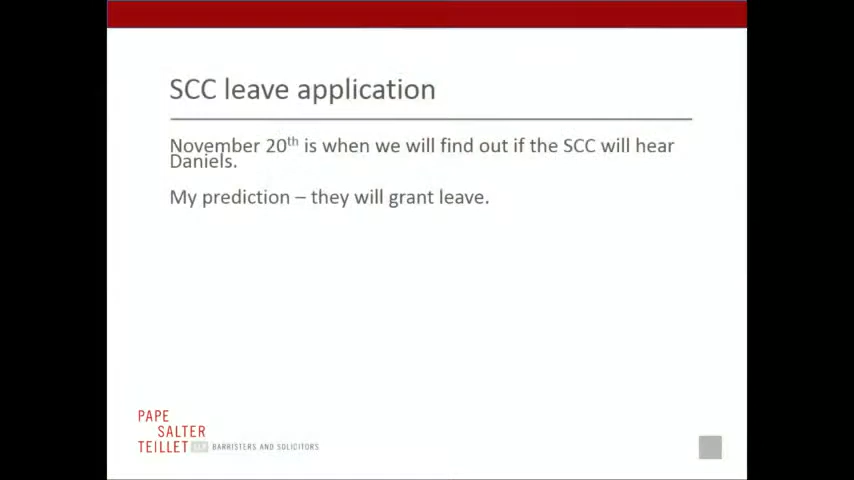 SCC leave application
November 20th is when we will find out if the SCC will hear
Daniels.
My prediction – they will grant leave.
PAPE
SALTER
TEILLET LLP BARRISTERS AND SOLICITORS